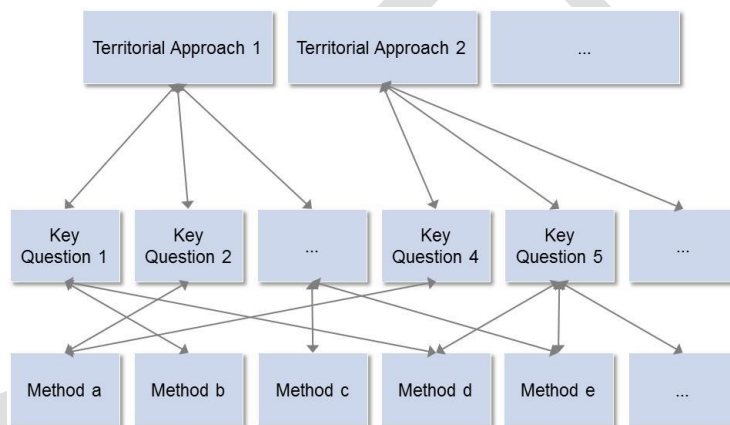 Territorial Approach 1
Territorial Approach 2
...
Key
Question 1
Key
Question 2
...
Key
Question 4
Key
Question 5
...
Method a
Method b
Method c
Method d
Method e
...